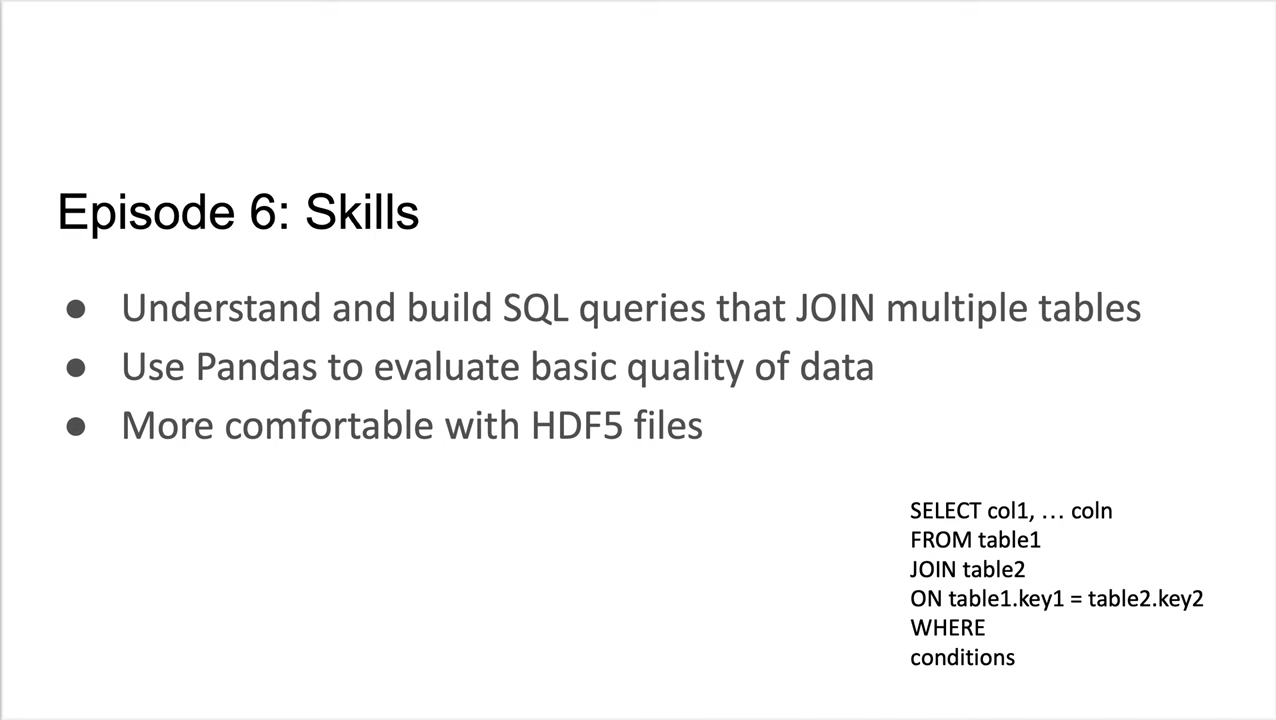 Episode 6: Skills
● Understand and build SQL queries that JOIN multiple tables
● Use Pandas to evaluate basic quality of data
● More comfortable with HDF5 files
SELECT col1, … coln
FROM table1
JOIN table2
ON table1.key1 = table2.key2
WHERE
conditions